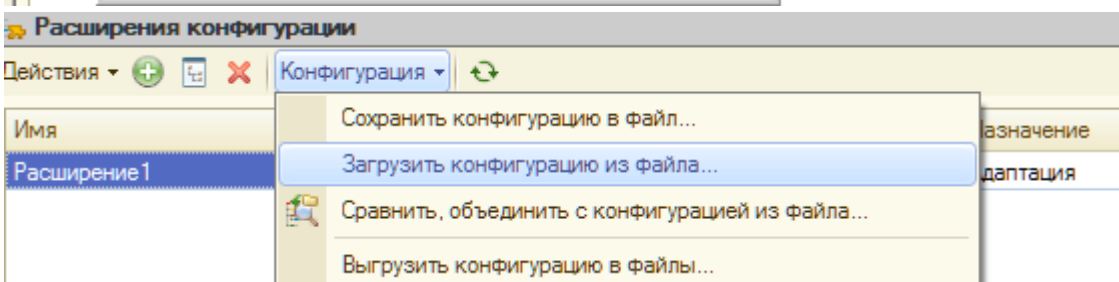 Расширения конфигурации
Действия Конфигурация
Имя
Сохранить конфигурацию в файл...
Расширение1
Загрузить конфигурацию из файла...
Сравнить, объединить с конфигурацией из файла...
Выгрузить конфигурацию в файлы...